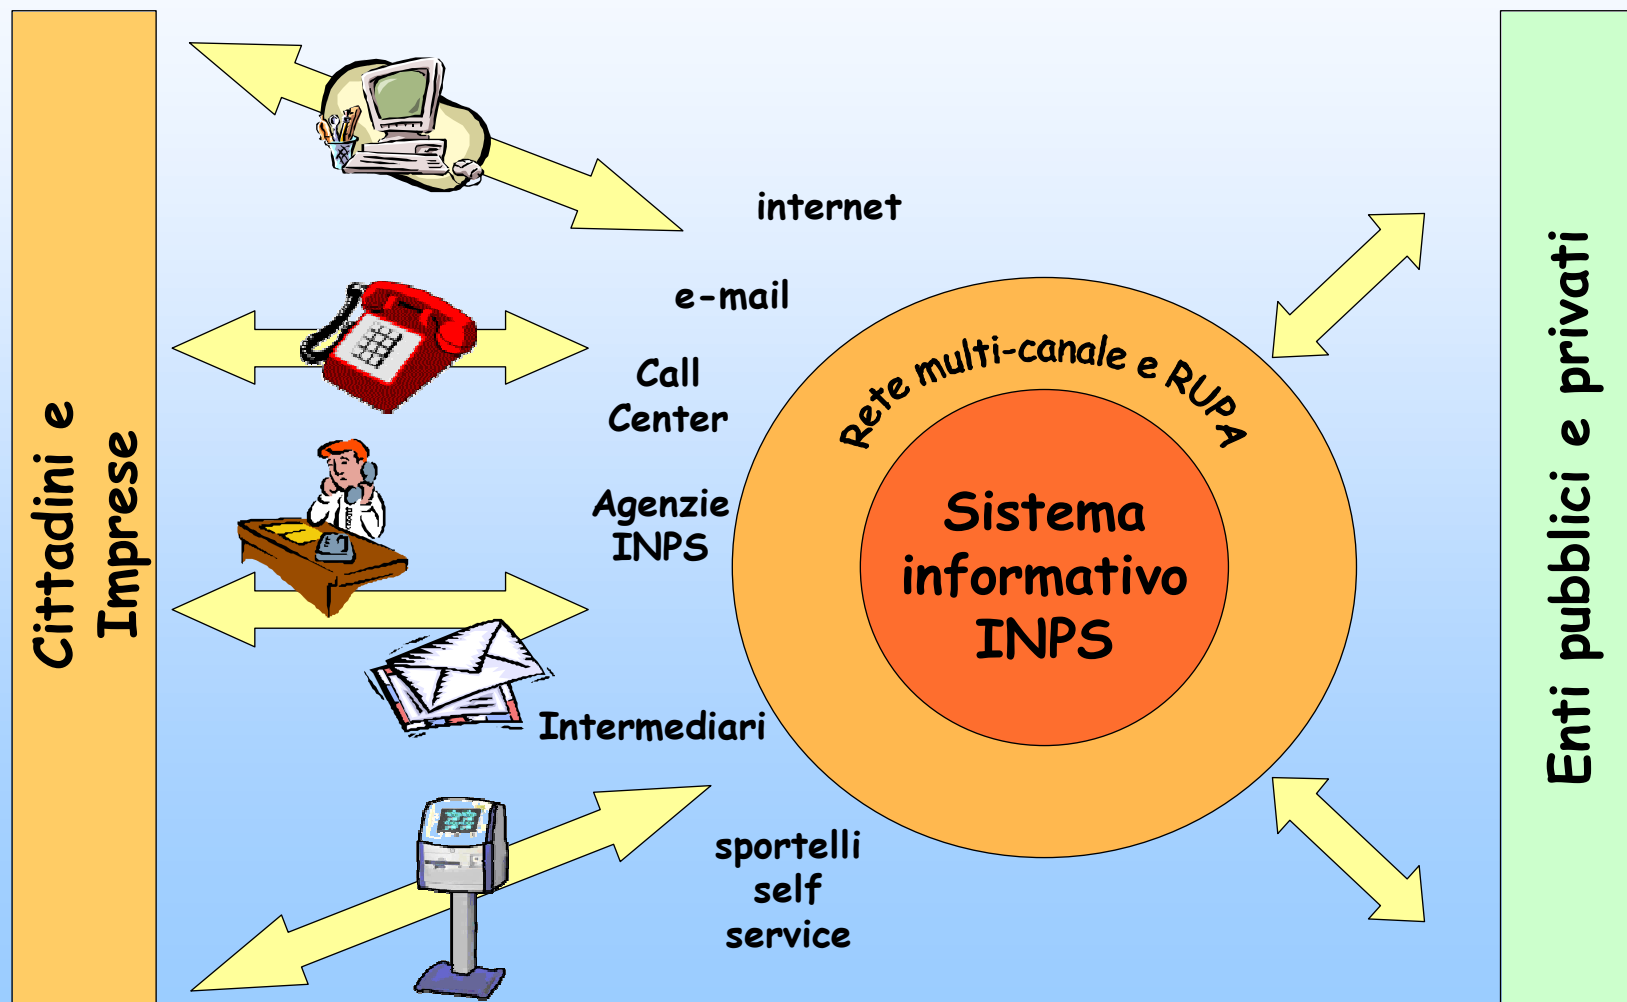 Cittadini e
Imprese
internet
e-mail
Call
Center
Agenzie
INPS
Intermediari
sportelli
self
service
Rete multi-canale e RUPA
Sistema
informativo
INPS
Enti pubblici e privati